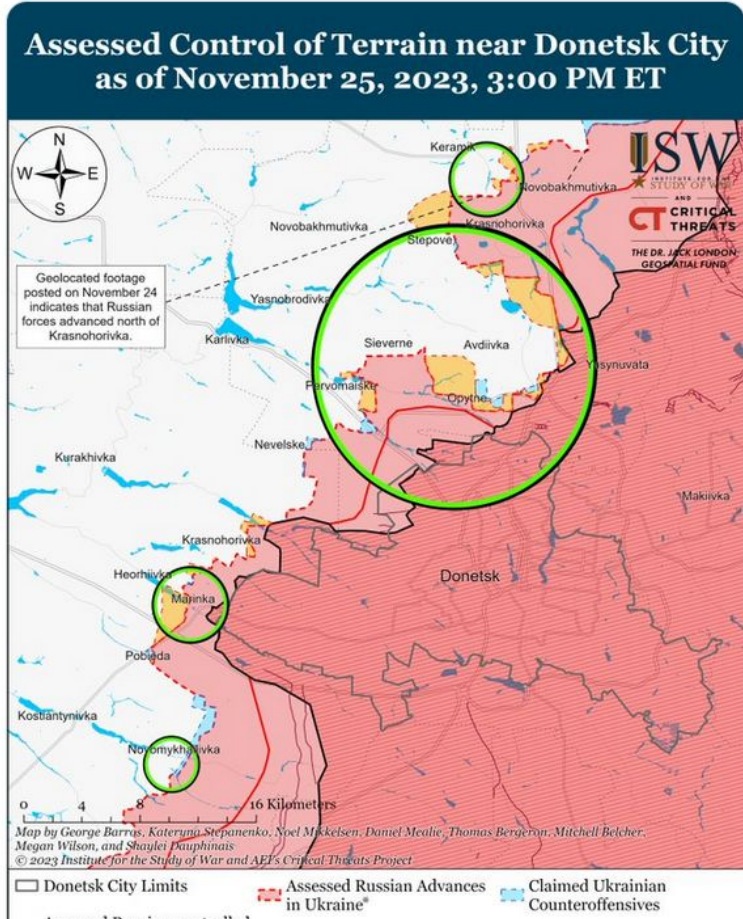 Assessed Control of Terrain near Donetsk City
as of November 25, 2023, 3:00 PM ET
N
W E
S
ISW
INSTITUTE FOR THE
STUDY OF WAR
AND
CT CRITICAL
THREATS
THE DR. JACK LONDON
GEOSPATIAL FUND
Keramik
Novobakhmutivka
Krasnohorivka
Novobakhmutivka
Stepove
Geolocated footage
posted on November 24
indicates that Russian
forces advanced north of
Krasnohorivka.
Yasnobrodivka
Karlivka
Sieverne
Avdiivka
Yasynuvata
Pervomaiske
Opytne
Nevelske
Kurakhivka
Makiivka
Krasnohorivka
Heorhiivka
Donetsk
Marinka
Pobieda
Kostiantynivka
Novomykhailivka
0 4 8 16 Kilometers
Map by George Barros, Kateryna Stepanenko, Noel Mikkelsen, Daniel Mealie, Thomas Bergeron, Mitchell Belcher,
Megan Wilson, and Shaylei Dauphinais
© 2023 Institute for the Study of War and AEI's Critical Threats Project
Donetsk City Limits
Assessed Russian Advances
in Ukraine*
Claimed Ukrainian
Counteroffensives